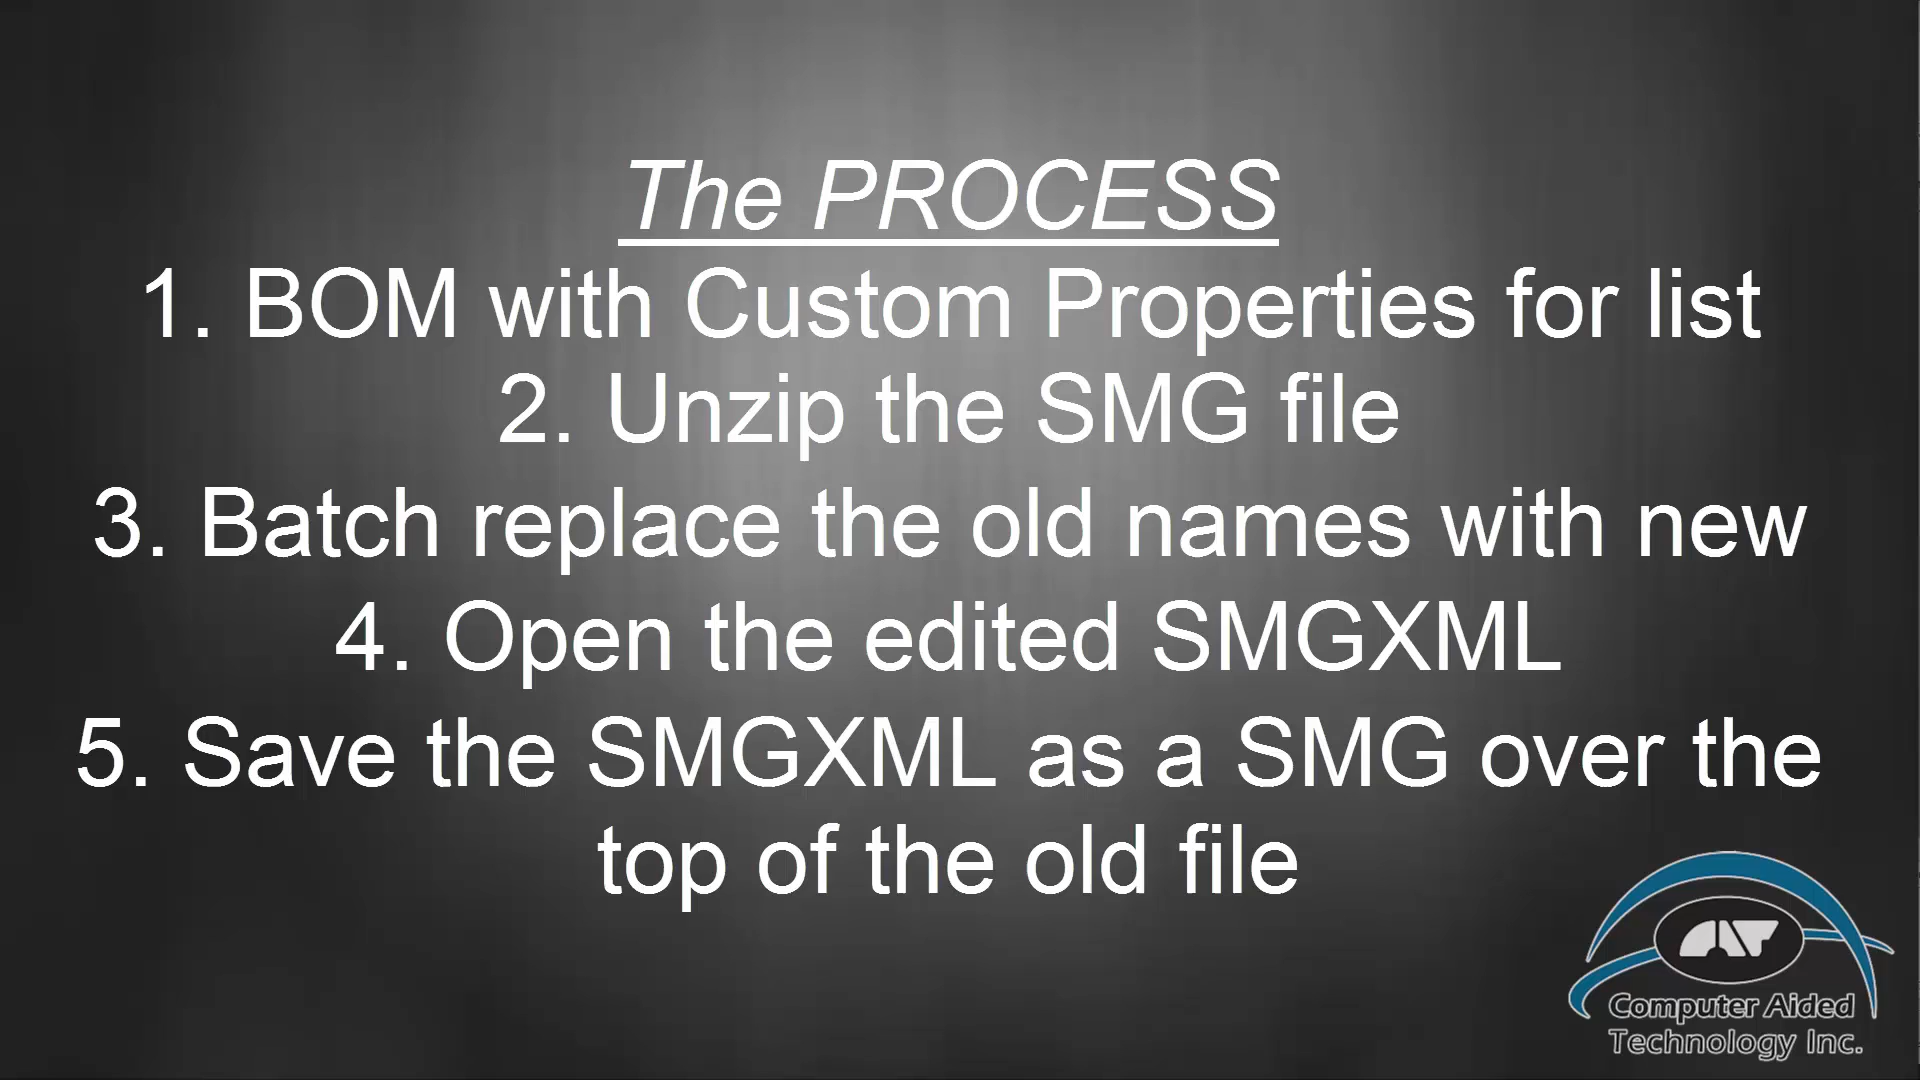 The PROCESS
1. BOM with Custom Properties for list
2. Unzip the SMG file
3. Batch replace the old names with new
4. Open the edited SMGXML
5. Save the SMGXML as a SMG over the
top of the old file
Computer Aided
Technology Inc.